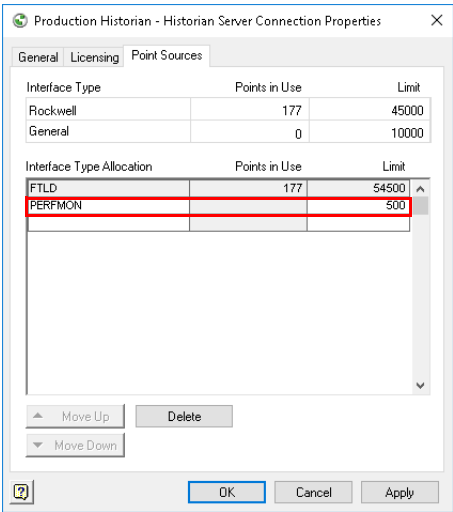 Production Historian - Historian Server Connection Properties
General Licensing Point Sources
Interface Type Points in Use Limit
Rockwell 177 45000
General 0 10000
Interface Type Allocation Points in Use Limit
FTLD 177 54500
PERFMON 500
Move Up Delete
Move Down
OK Cancel Apply